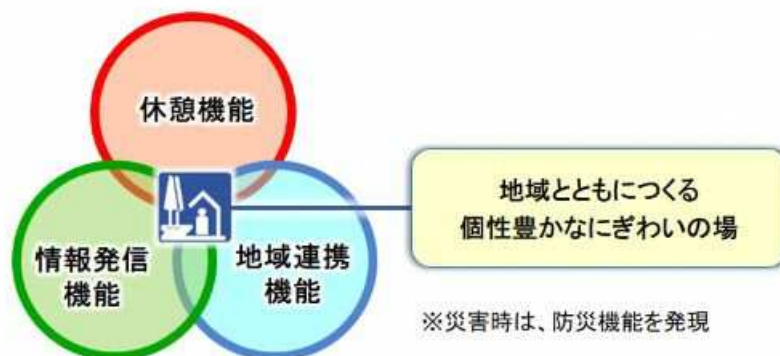 休憩機能
情報発信
機能
地域連携
機能
地域とともにつくる
個性豊かなにぎわいの場
※災害時は、防災機能を発現